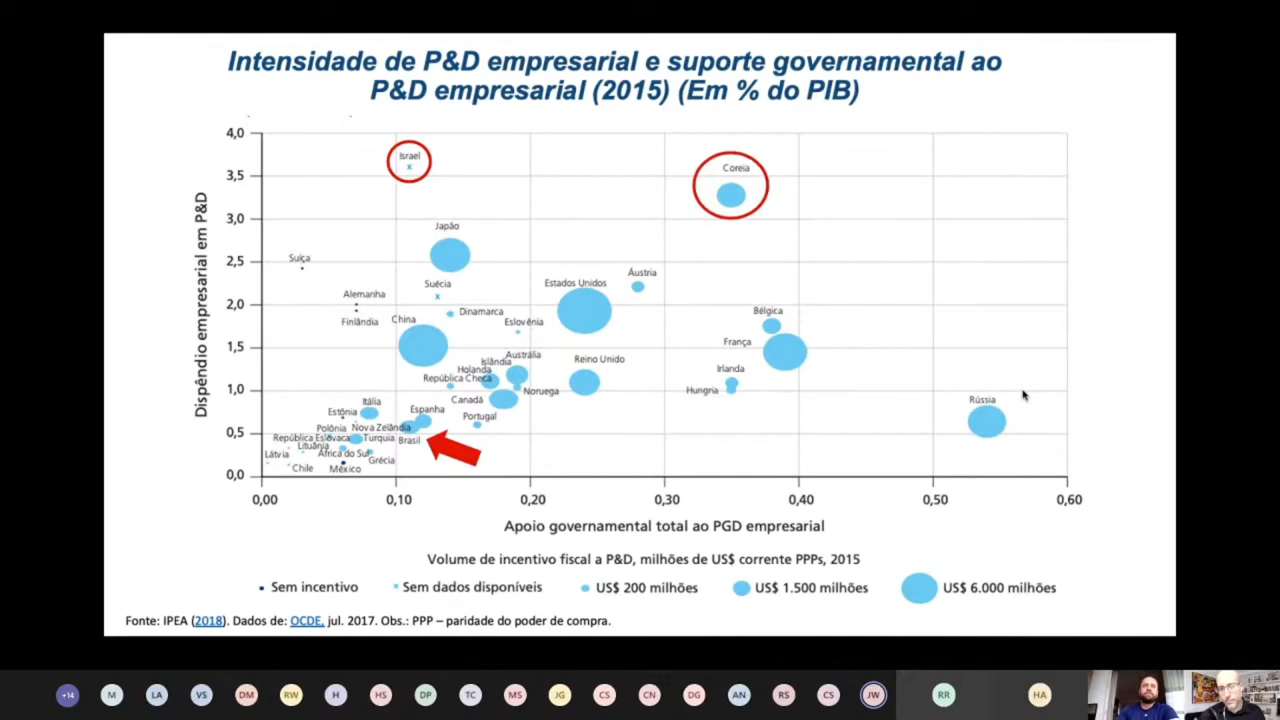 Intensidade de P&D empresarial e suporte governamental ao
P&D empresarial (2015) (Em % do PIB)
Dispêndio empresarial em P&D
4,0
3,5
3,0
2,5
2,0
1,5
1,0
0,5
0,0
Israel
Coreia
Japão
Suíça
Áustria
Suécia
Estados Unidos
Alemanha
Dinamarca
Bélgica
Finlândia
China
Eslovênia
França
Austrália
Reino Unido
Islândia
Holanda
República Checa
Irlanda
Noruega
Hungria
Canadá
Rússia
Itália
Espanha
Estônia
Portugal
Polônia
Nova Zelândia
República Eslovaca
Turquia
Brasil
Lituânia
África do Sul
Látvia
Grécia
Chile
México
0,00
0,10
0,20
0,30
0,40
0,50
0,60
Apoio governamental total ao PGD empresarial
Volume de incentivo fiscal a P&D, milhões de US$ corrente PPPs, 2015
Sem incentivo
Sem dados disponíveis
US$ 200 milhões
US$ 1.500 milhões
US$ 6.000 milhões
Fonte: IPEA (2018). Dados de: OCDE, jul. 2017. Obs.: PPP – paridade do poder de compra.
+14
M
LA
VS
DM
RW
H
HS
DP
TC
MS
JG
CS
CN
DG
AN
RS
CS
JW
RR
HA